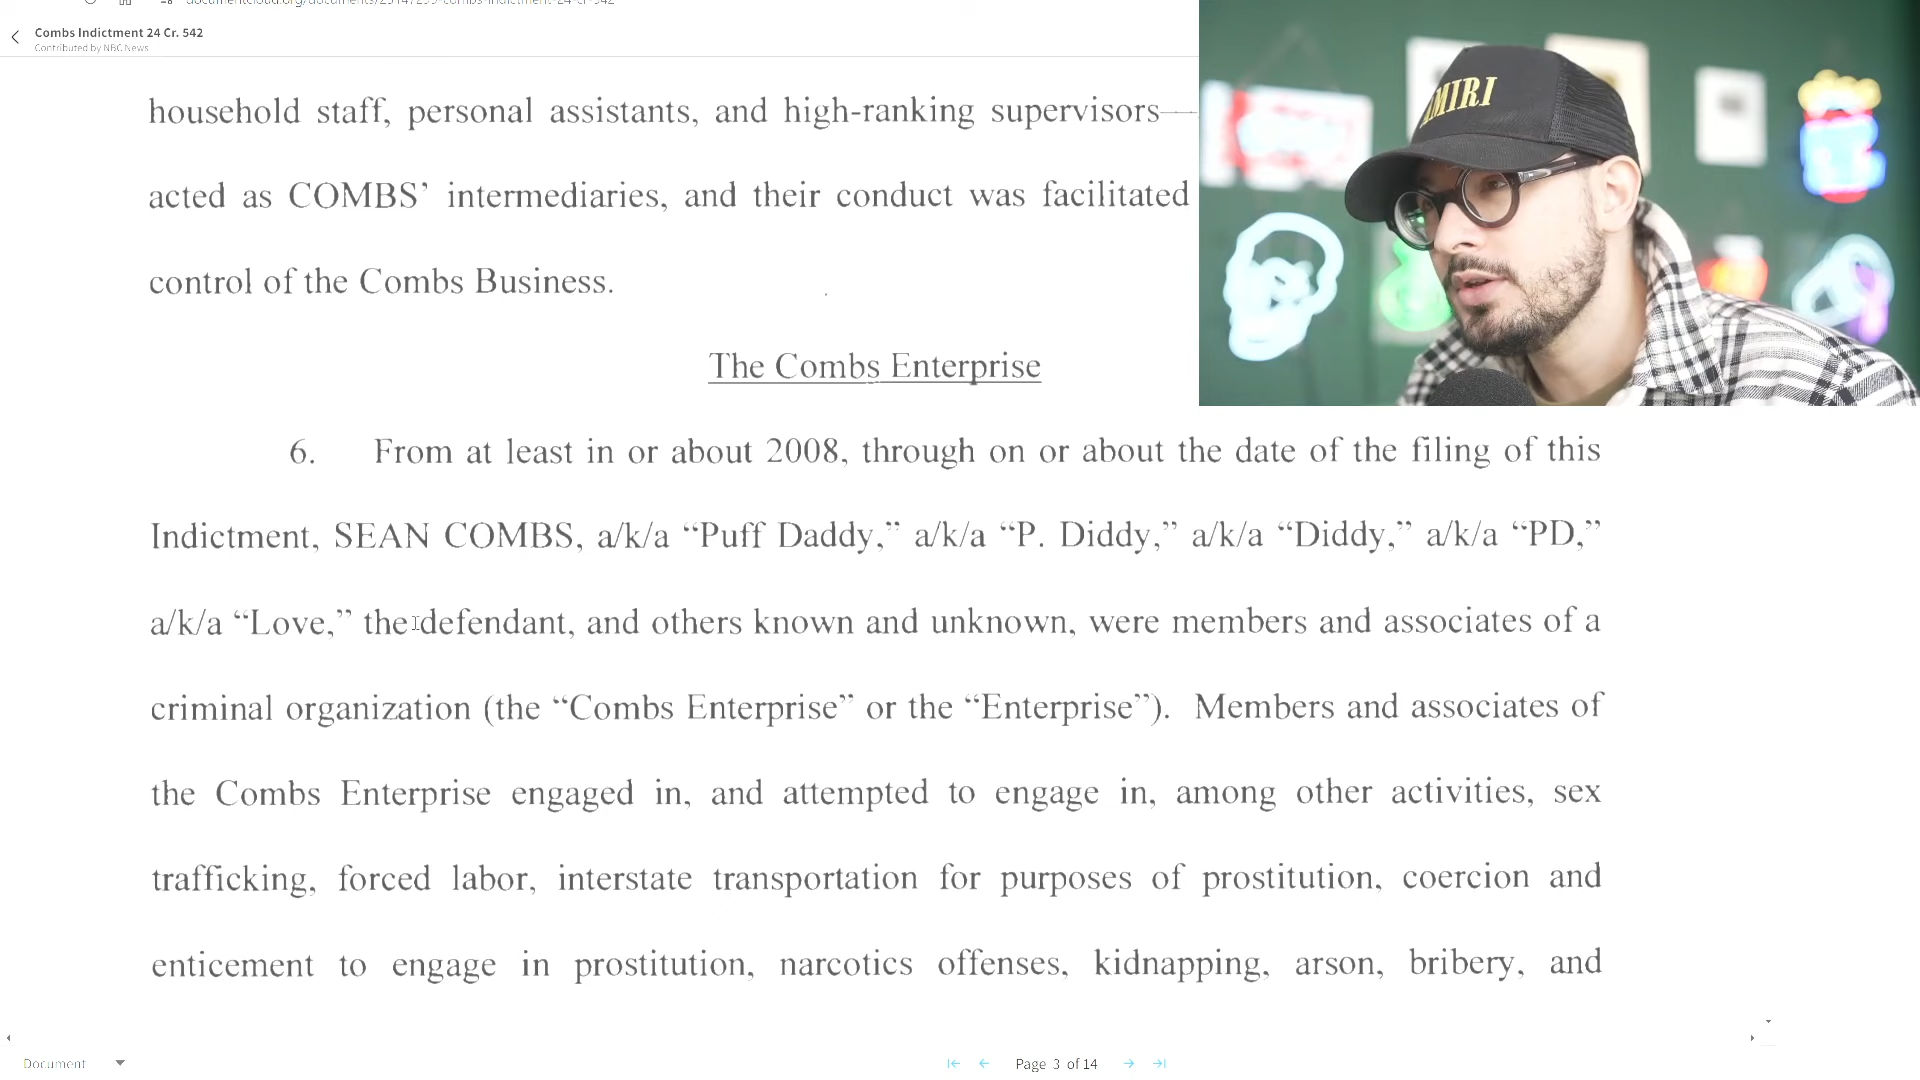 Combs Indictment 24 Cr. 542
Contributed by NBC News
household staff, personal assistants, and high-ranking supervisors—
acted as COMBS’ intermediaries, and their conduct was facilitated
control of the Combs Business.
The Combs Enterprise
6. From at least in or about 2008, through on or about the date of the filing of this
Indictment, SEAN COMBS, a/k/a “Puff Daddy,” a/k/a “P. Diddy,” a/k/a “Diddy,” a/k/a “PD,”
a/k/a “Love,” the defendant, and others known and unknown, were members and associates of a
criminal organization (the “Combs Enterprise” or the “Enterprise”). Members and associates of
the Combs Enterprise engaged in, and attempted to engage in, among other activities, sex
trafficking, forced labor, interstate transportation for purposes of prostitution, coercion and
enticement to engage in prostitution, narcotics offenses, kidnapping, arson, bribery, and
Document
Page 3 of 14